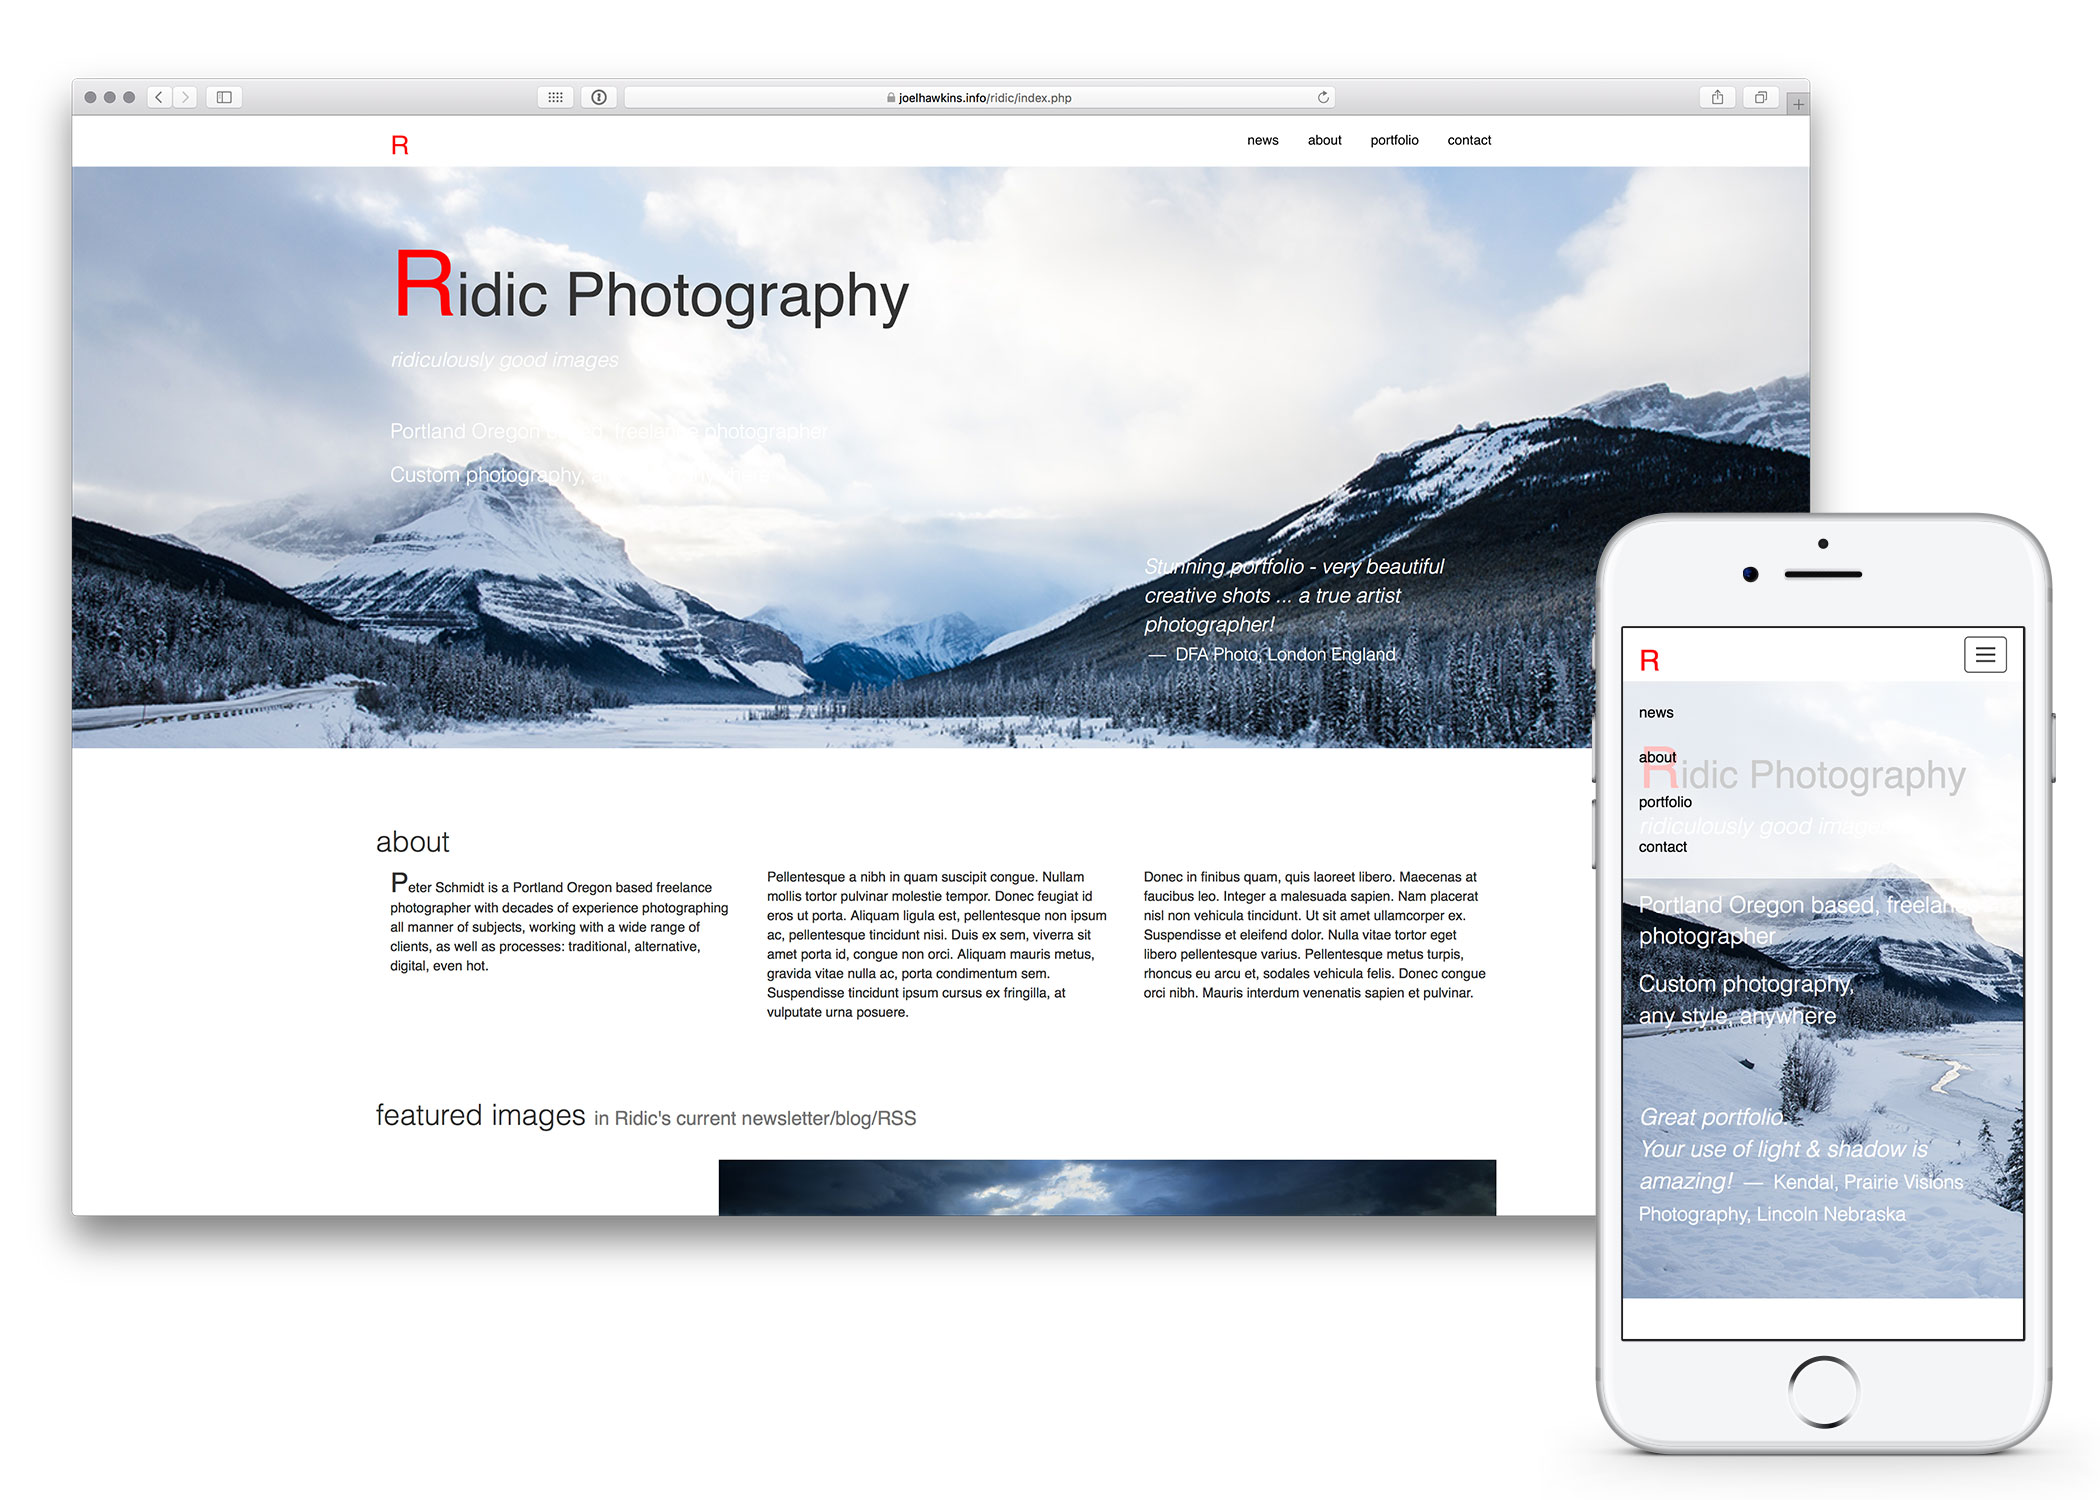 joelhawkins.info/ridic/index.php
R
news about portfolio contact
Ridic Photography
ridiculously good images
Portland Oregon based, freelance photographer
Custom photography, any style, anywhere
Stunning portfolio - very beautiful
creative shots ... a true artist
photographer!
— DFA Photo, London England
about
Peter Schmidt is a Portland Oregon based freelance
photographer with decades of experience photographing
all manner of subjects, working with a wide range of
clients, as well as processes: traditional, alternative,
digital, even hot.
Pellentesque a nibh in quam suscipit congue. Nullam
mollis tortor pulvinar molestie tempor. Donec feugiat id
eros ut porta. Aliquam ligula est, pellentesque non ipsum
ac, pellentesque tincidunt nisi. Duis ex sem, viverra sit
amet porta id, congue non orci. Aliquam mauris metus,
gravida vitae nulla ac, porta condimentum sem.
Suspendisse tincidunt ipsum cursus ex fringilla, at
vulputate urna posuere.
Donec in finibus quam, quis laoreet libero. Maecenas at
faucibus leo. Integer a malesuada sapien. Nam placerat
nisl non vehicula tincidunt. Ut sit amet ullamcorper ex.
Suspendisse et eleifend dolor. Nulla vitae tortor eget
libero pellentesque varius. Pellentesque metus turpis,
rhoncus eu arcu et, sodales vehicula felis. Donec congue
orci nibh. Mauris interdum venenatis sapien et pulvinar.
featured images in Ridic's current newsletter/blog/RSS
R
news
about
Ridic Photography
portfolio
ridiculously good images
contact
Portland Oregon based, freelance
photographer
Custom photography,
any style, anywhere
Great portfolio.
Your use of light & shadow is
amazing! — Kendal, Prairie Visions
Photography, Lincoln Nebraska